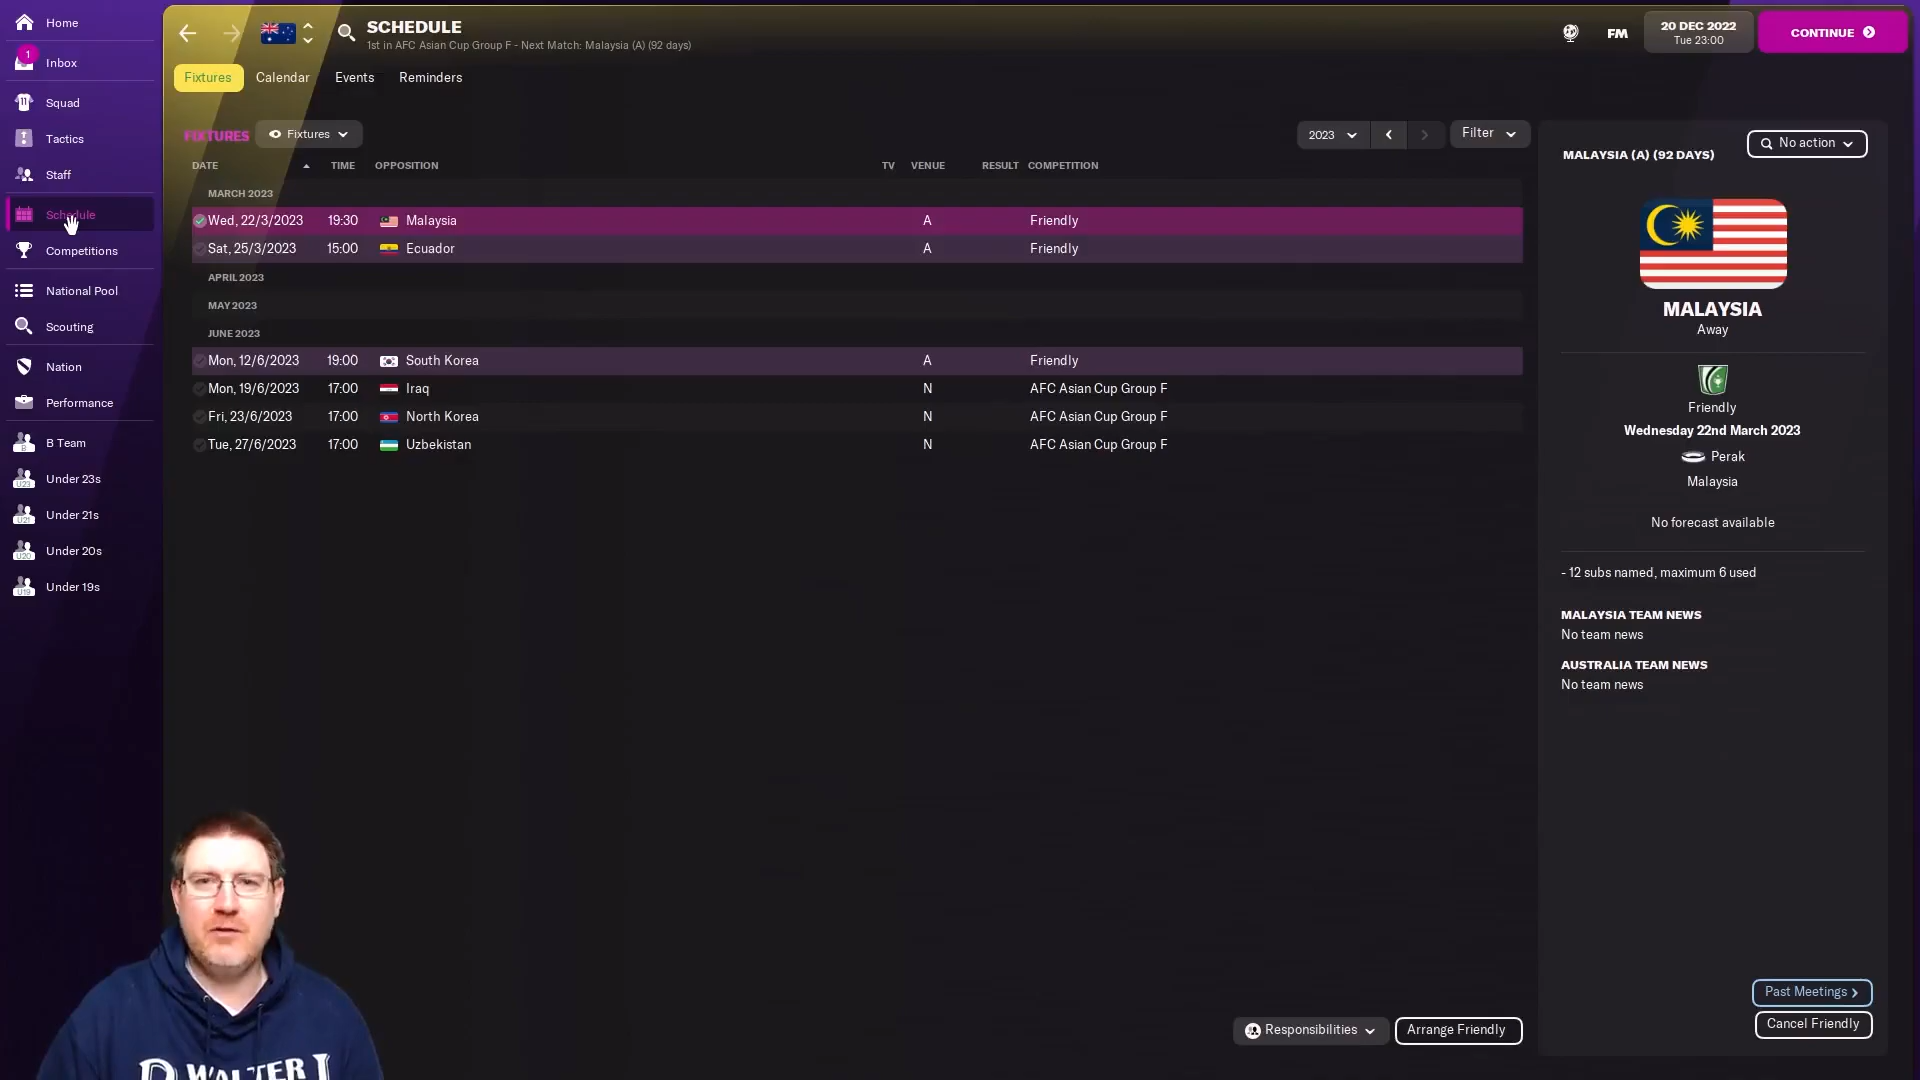 Home
1
Inbox
11
Squad
Tactics
Staff
Schedule
Competitions
National Pool
Scouting
Nation
Performance
B
B Team
U23
Under 23s
U21
Under 21s
U20
Under 20s
U19
Under 19s
SCHEDULE
1st in AFC Asian Cup Group F - Next Match: Malaysia (A) (92 days)
FM
20 DEC 2022
Tue 23:00
CONTINUE
Fixtures Calendar Events Reminders
FIXTURES Fixtures 2023 Filter
DATE TIME OPPOSITION TV VENUE RESULT COMPETITION
MARCH 2023
Wed, 22/3/2023 19:30 Malaysia A Friendly
Sat, 25/3/2023 15:00 Ecuador A Friendly
APRIL 2023
MAY 2023
JUNE 2023
Mon, 12/6/2023 19:00 South Korea A Friendly
Mon, 19/6/2023 17:00 Iraq N AFC Asian Cup Group F
Fri, 23/6/2023 17:00 North Korea N AFC Asian Cup Group F
Tue, 27/6/2023 17:00 Uzbekistan N AFC Asian Cup Group F
MALAYSIA (A) (92 DAYS) No action
MALAYSIA
Away
Friendly
Wednesday 22nd March 2023
Perak
Malaysia
No forecast available
- 12 subs named, maximum 6 used
MALAYSIA TEAM NEWS
No team news
AUSTRALIA TEAM NEWS
No team news
Past Meetings
Cancel Friendly
Responsibilities Arrange Friendly